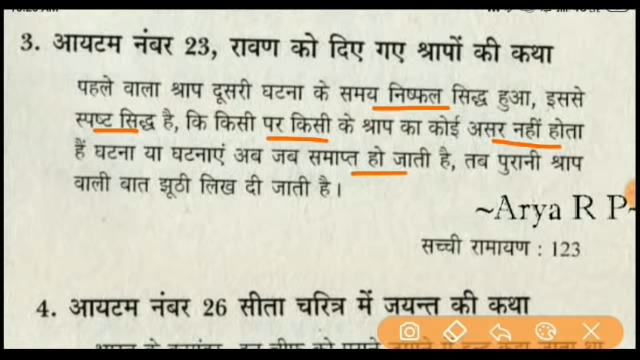 3. आयटम नंबर 23, रावण को दिए गए श्रापों की कथा
पहले वाला श्राप दूसरी घटना के समय निष्फल सिद्ध हुआ, इससे
स्पष्ट सिद्ध है, कि किसी पर किसी के श्राप का कोई असर नहीं होता
हैं घटना या घटनाएं अब जब समाप्त हो जाती है, तब पुरानी श्राप
वाली बात झूठी लिख दी जाती है।
~Arya R P~
सच्ची रामायण : 123
4. आयटम नंबर 26 सीता चरित्र में जयन्त की कथा